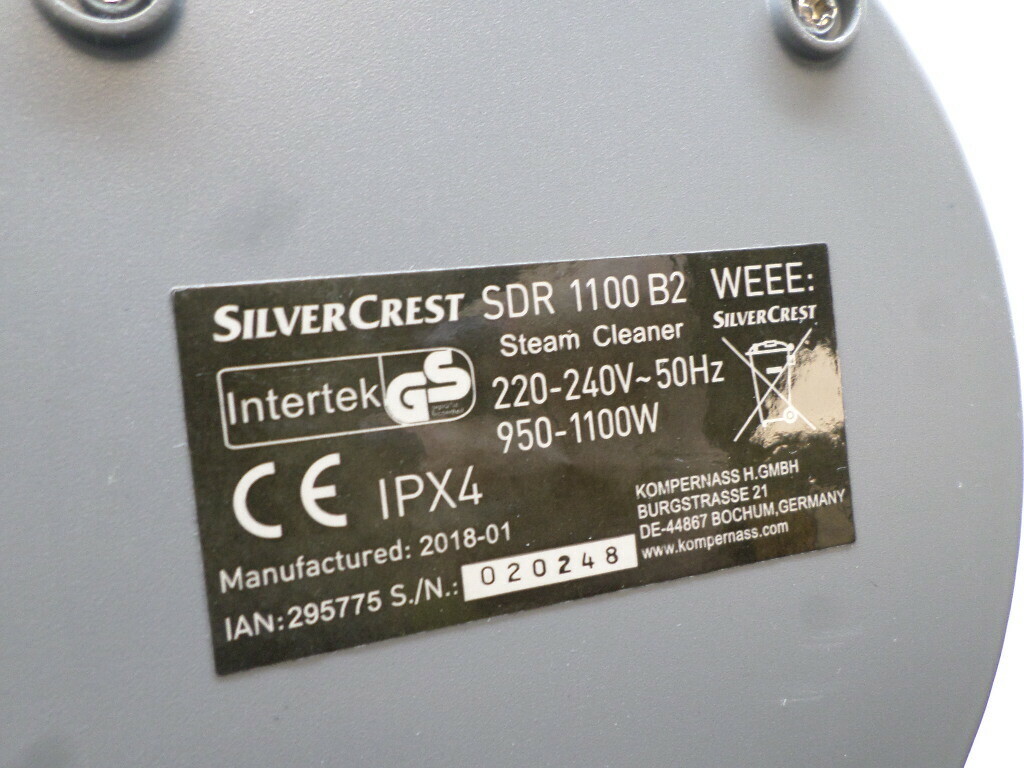 SILVERCREST SDR 1100 B2
Steam Cleaner
220-240V~50Hz
950-1100W
WEEE:
SILVERCREST
Intertek GS
CE IPX4
Manufactured: 2018-01
IAN: 295775 S./N.: 020248
KOMPERNASS H.GMBH
BURGSTRASSE 21
DE-44867 BOCHUM,GERMANY
www.kompernass.com